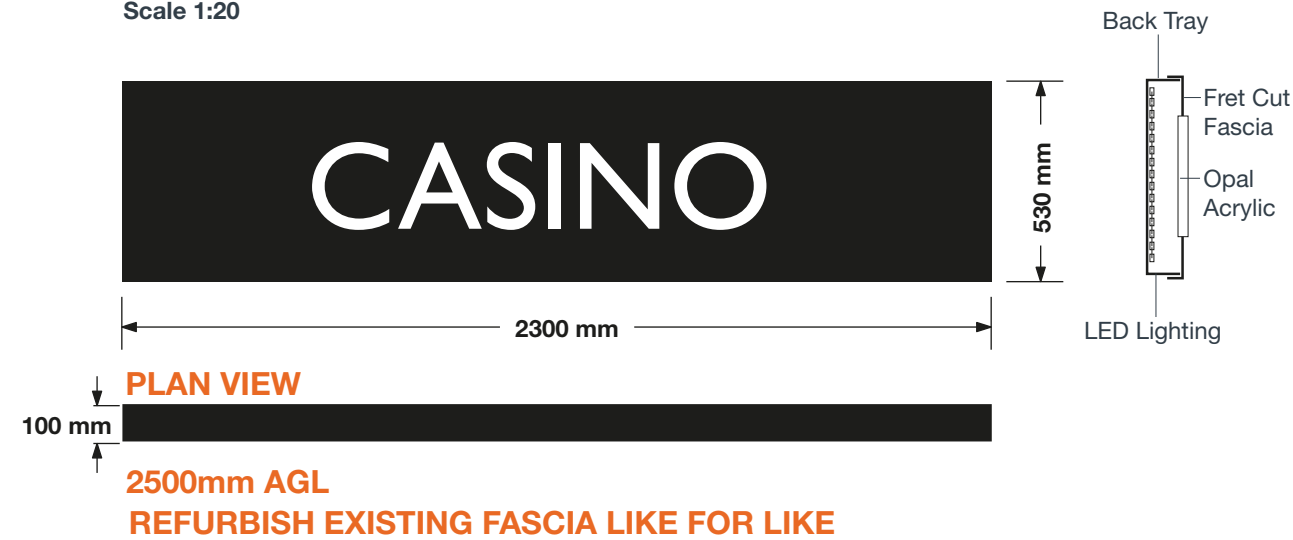 Scale 1:20
Back Tray
Fret Cut
Fascia
CASINO
530 mm
Opal
Acrylic
2300 mm
LED Lighting
PLAN VIEW
100 mm
2500mm AGL
REFURBISH EXISTING FASCIA LIKE FOR LIKE